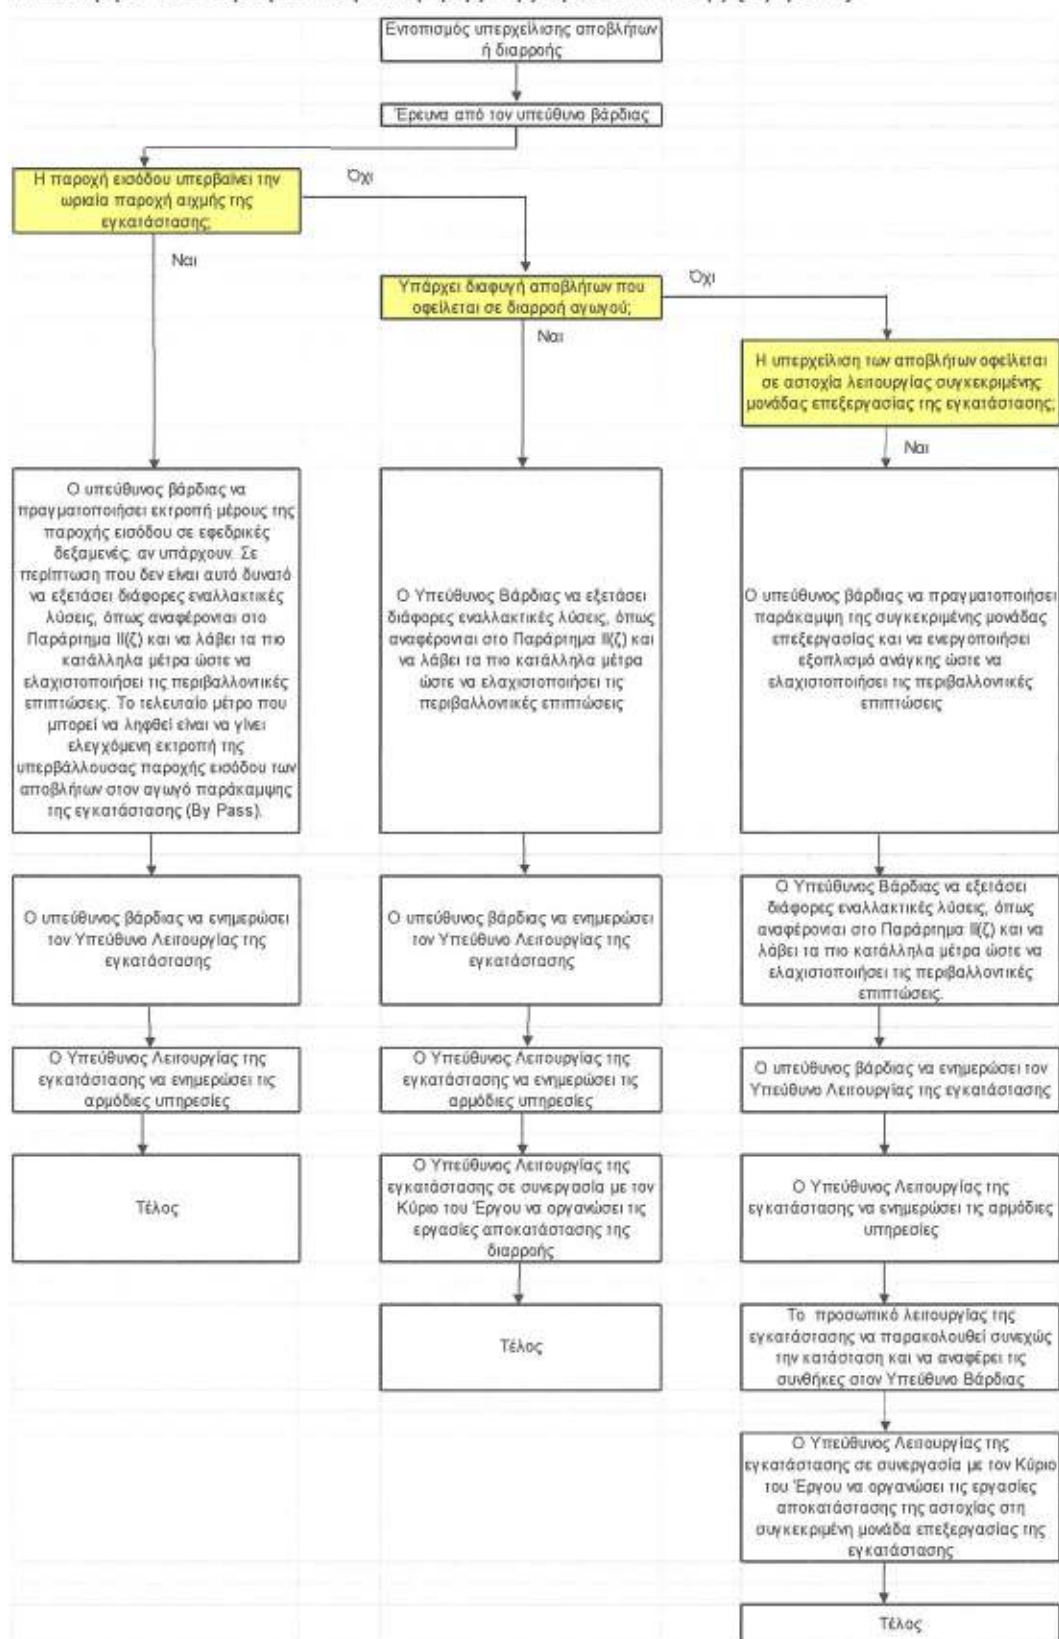 Εντοπισμός υπερχείλισης αποβλήτων
ή διαρροής
Έρευνα από τον υπεύθυνο βάρδιας
Η παροχή εισόδου υπερβαίνει την
ωριαία παροχή αιχμής της
εγκατάστασης;
Όχι
Ναι
Υπάρχει διαφυγή αποβλήτων που
οφείλεται σε διαρροή αγωγού;
Όχι
Ναι
Η υπερχείλιση των αποβλήτων οφείλεται
σε αστοχία λειτουργίας συγκεκριμένης
μονάδας επεξεργασίας της εγκατάστασης;
Ναι
Ο υπεύθυνος βάρδιας να
πραγματοποιήσει εκτροπή μέρους της
παροχής εισόδου σε εφεδρικές
δεξαμενές, αν υπάρχουν. Σε
περίπτωση που δεν είναι αυτό δυνατό
να εξετάσει διάφορες εναλλακτικές
λύσεις, όπως αναφέρονται στο
Παράρτημα ΙΙ(ζ) και να λάβει τα πιο
κατάλληλα μέτρα ώστε να
ελαχιστοποιήσει τις περιβαλλοντικές
επιπτώσεις. Το τελευταίο μέτρο που
μπορεί να ληφθεί είναι να γίνει
ελεγχόμενη εκτροπή της
υπερβάλλουσας παροχής εισόδου των
αποβλήτων στον αγωγό παράκαμψης
της εγκατάστασης (By Pass).
Ο Υπεύθυνος Βάρδιας να εξετάσει
διάφορες εναλλακτικές λύσεις, όπως
αναφέρονται στο Παράρτημα ΙΙ(ζ) και
να λάβει τα πιο κατάλληλα μέτρα
ώστε να ελαχιστοποιήσει τις
περιβαλλοντικές επιπτώσεις
Ο υπεύθυνος βάρδιας να πραγματοποιήσει
παράκαμψη της συγκεκριμένης μονάδας
επεξεργασίας και να ενεργοποιήσει
εξοπλισμό ανάγκης ώστε να
ελαχιστοποιήσει τις περιβαλλοντικές
επιπτώσεις
Ο υπεύθυνος βάρδιας να ενημερώσει
τον Υπεύθυνο Λειτουργίας της
εγκατάστασης
Ο υπεύθυνος βάρδιας να ενημερώσει
τον Υπεύθυνο Λειτουργίας της
εγκατάστασης
Ο Υπεύθυνος Βάρδιας να εξετάσει
διάφορες εναλλακτικές λύσεις, όπως
αναφέρονται στο Παράρτημα ΙΙ(ζ) και να
λάβει τα πιο κατάλληλα μέτρα ώστε να
ελαχιστοποιήσει τις περιβαλλοντικές
επιπτώσεις.
Ο Υπεύθυνος Λειτουργίας της
εγκατάστασης να ενημερώσει τις
αρμόδιες υπηρεσίες
Ο Υπεύθυνος Λειτουργίας της
εγκατάστασης να ενημερώσει τις
αρμόδιες υπηρεσίες
Ο υπεύθυνος βάρδιας να ενημερώσει τον
Υπεύθυνο Λειτουργίας της εγκατάστασης
Τέλος
Ο Υπεύθυνος Λειτουργίας της
εγκατάστασης σε συνεργασία με τον
Κύριο του Έργου να οργανώσει τις
εργασίες αποκατάστασης της
διαρροής
Ο Υπεύθυνος Λειτουργίας της
εγκατάστασης να ενημερώσει τις αρμόδιες
υπηρεσίες
Τέλος
Το προσωπικό λειτουργίας της
εγκατάστασης να παρακολουθεί συνεχώς
την κατάσταση και να αναφέρει τις
συνθήκες στον Υπεύθυνο Βάρδιας
Ο Υπεύθυνος Λειτουργίας της
εγκατάστασης σε συνεργασία με τον Κύριο
του Έργου να οργανώσει τις εργασίες
αποκατάστασης της αστοχίας στη
συγκεκριμένη μονάδα επεξεργασίας της
εγκατάστασης
Τέλος